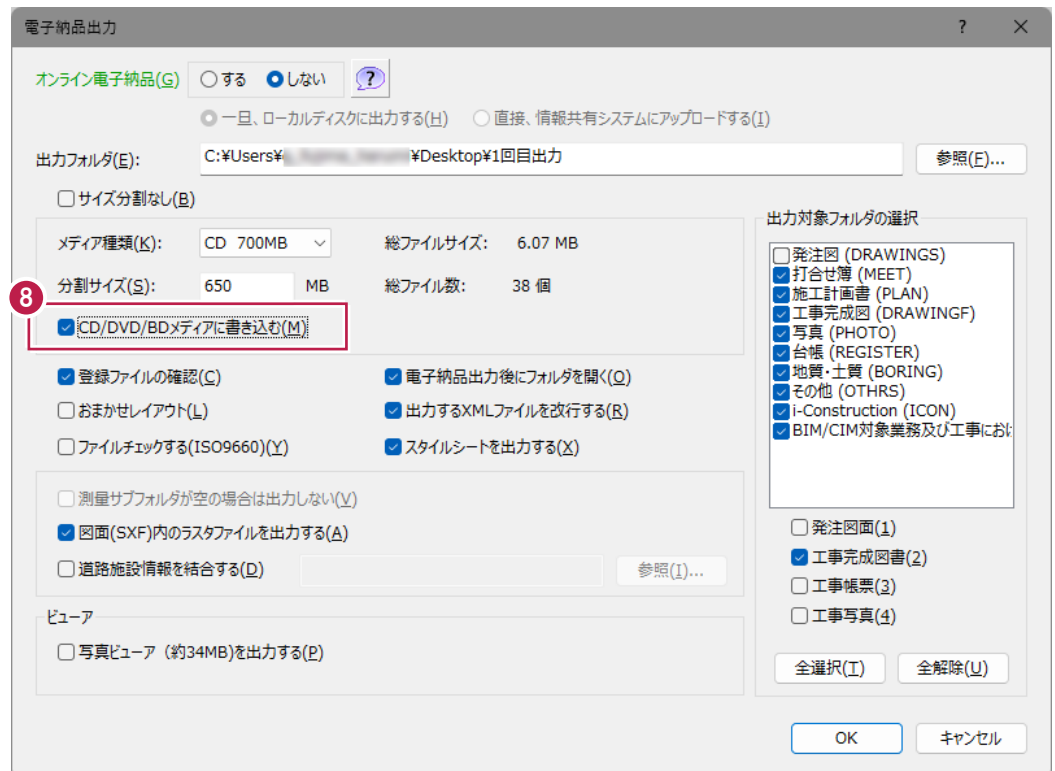 電子納品出力
オンライン電子納品(G) する しない ?
一旦、ローカルディスクに出力する(H) 直接、情報共有システムにアップロードする(I)
出力フォルダ(E): C:¥Users¥ ¥Desktop¥1回目出力 参照(F)...
サイズ分割なし(B)
メディア種類(K): CD 700MB 総ファイルサイズ: 6.07 MB
分割サイズ(S): 650 MB 総ファイル数: 38 個
8
CD/DVD/BDメディアに書き込む(M)
登録ファイルの確認(C) 電子納品出力後にフォルダを開く(O)
おまかせレイアウト(L) 出力するXMLファイルを改行する(R)
ファイルチェックする(ISO9660)(Y) スタイルシートを出力する(X)
測量サブフォルダが空の場合は出力しない(V)
図面(SXF)内のラスタファイルを出力する(A)
道路施設情報を結合する(D) 参照(I)...
ビューア
写真ビューア (約34MB)を出力する(P)
出力対象フォルダの選択
発注図 (DRAWINGS)
打合せ簿 (MEET)
施工計画書 (PLAN)
工事完成図 (DRAWINGF)
写真 (PHOTO)
台帳 (REGISTER)
地質・土質 (BORING)
その他 (OTHRS)
i-Construction (ICON)
BIM/CIM対象業務及び工事におけ
発注図面(1)
工事完成図書(2)
工事帳票(3)
工事写真(4)
全選択(T) 全解除(U)
OK キャンセル